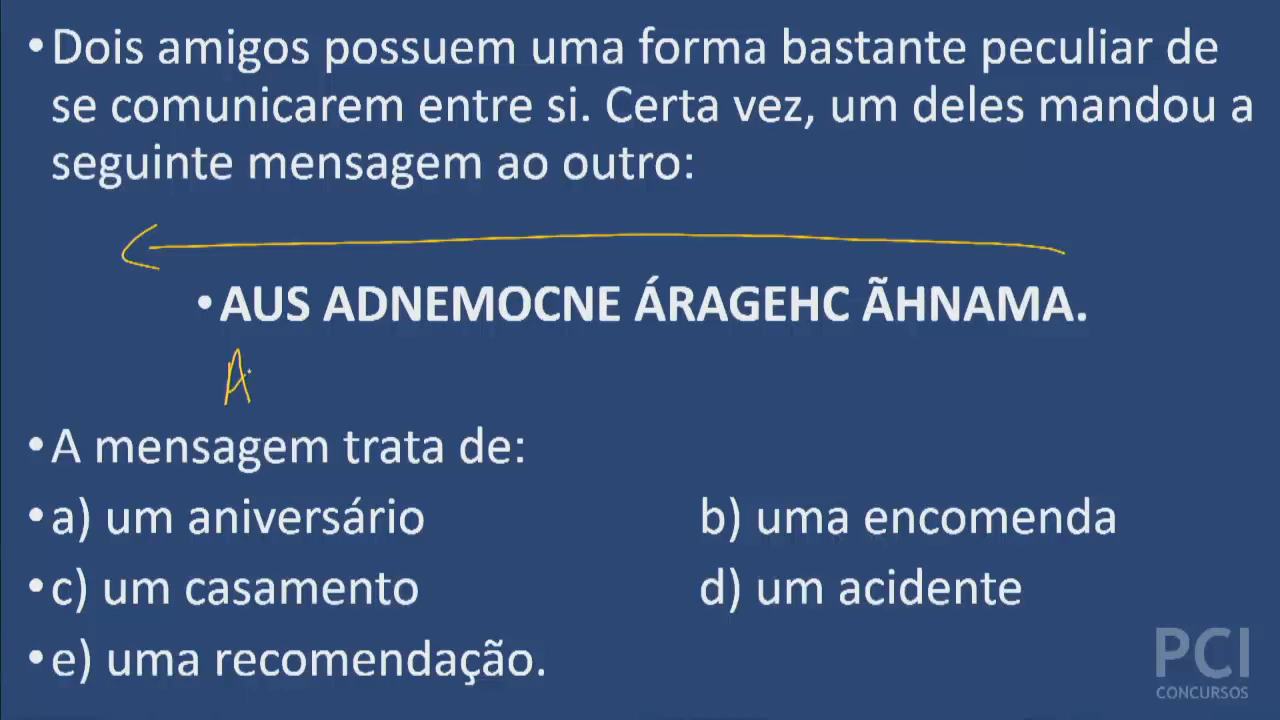 •Dois amigos possuem uma forma bastante peculiar de
se comunicarem entre si. Certa vez, um deles mandou a
seguinte mensagem ao outro:
•AUS ADNEMOCNE ÁRAGEHC ÃHNAMA.
A
•A mensagem trata de:
•a) um aniversário b) uma encomenda
•c) um casamento d) um acidente
•e) uma recomendação.
PCI
CONCURSOS